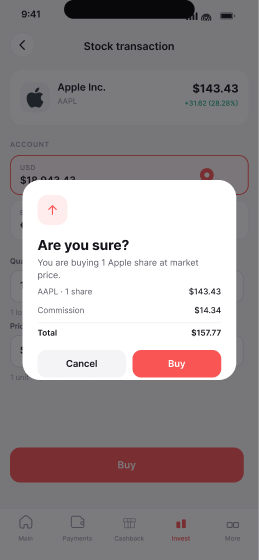 9:41
Stock transaction
Apple Inc.
AAPL
$143.43
+31.62 (28.28%)
ACCOUNT
USD
Are you sure?
You are buying 1 Apple share at market
price.
AAPL · 1 share
$143.43
Commission
$14.34
Total
$157.77
Cancel
Buy
Buy
Main
Payments
Cashback
Invest
More